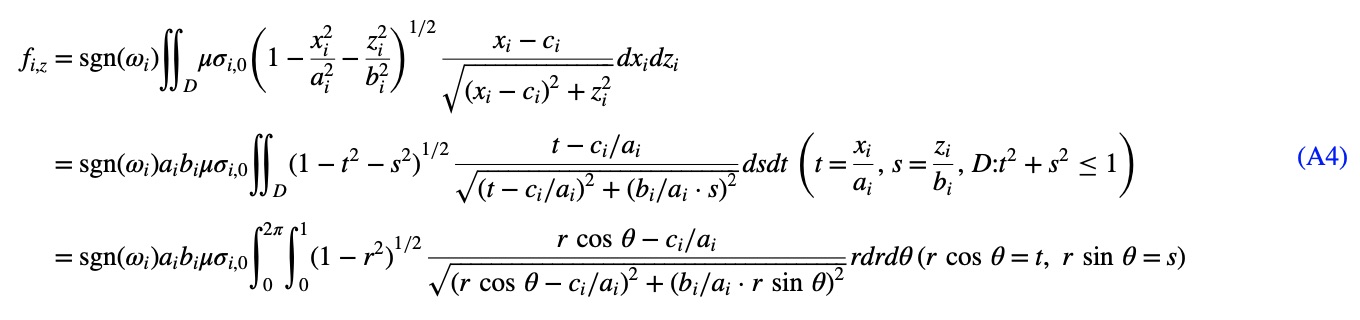 f_{i,z} = sgn(ω_i)∬_D μσ_{i,0} (1 − x_i^2/a_i^2 − z_i^2/b_i^2)^{1/2} (x_i − c_i)/√((x_i − c_i)^2 + z_i^2) dx_i dz_i
= sgn(ω_i)a_i b_i μσ_{i,0} ∬_D (1 − t^2 − s^2)^{1/2} (t − c_i/a_i)/√((t − c_i/a_i)^2 + (b_i/a_i · s)^2) dsdt (t = x_i/a_i, s = z_i/b_i, D:t^2 + s^2 ≤ 1) (A4)
= sgn(ω_i)a_i b_i μσ_{i,0} ∫_0^{2π} ∫_0^1 (1 − r^2)^{1/2} (r cos θ − c_i/a_i)/√((r cos θ − c_i/a_i)^2 + (b_i/a_i · r sin θ)^2) rdrdθ (r cos θ = t, r sin θ = s)